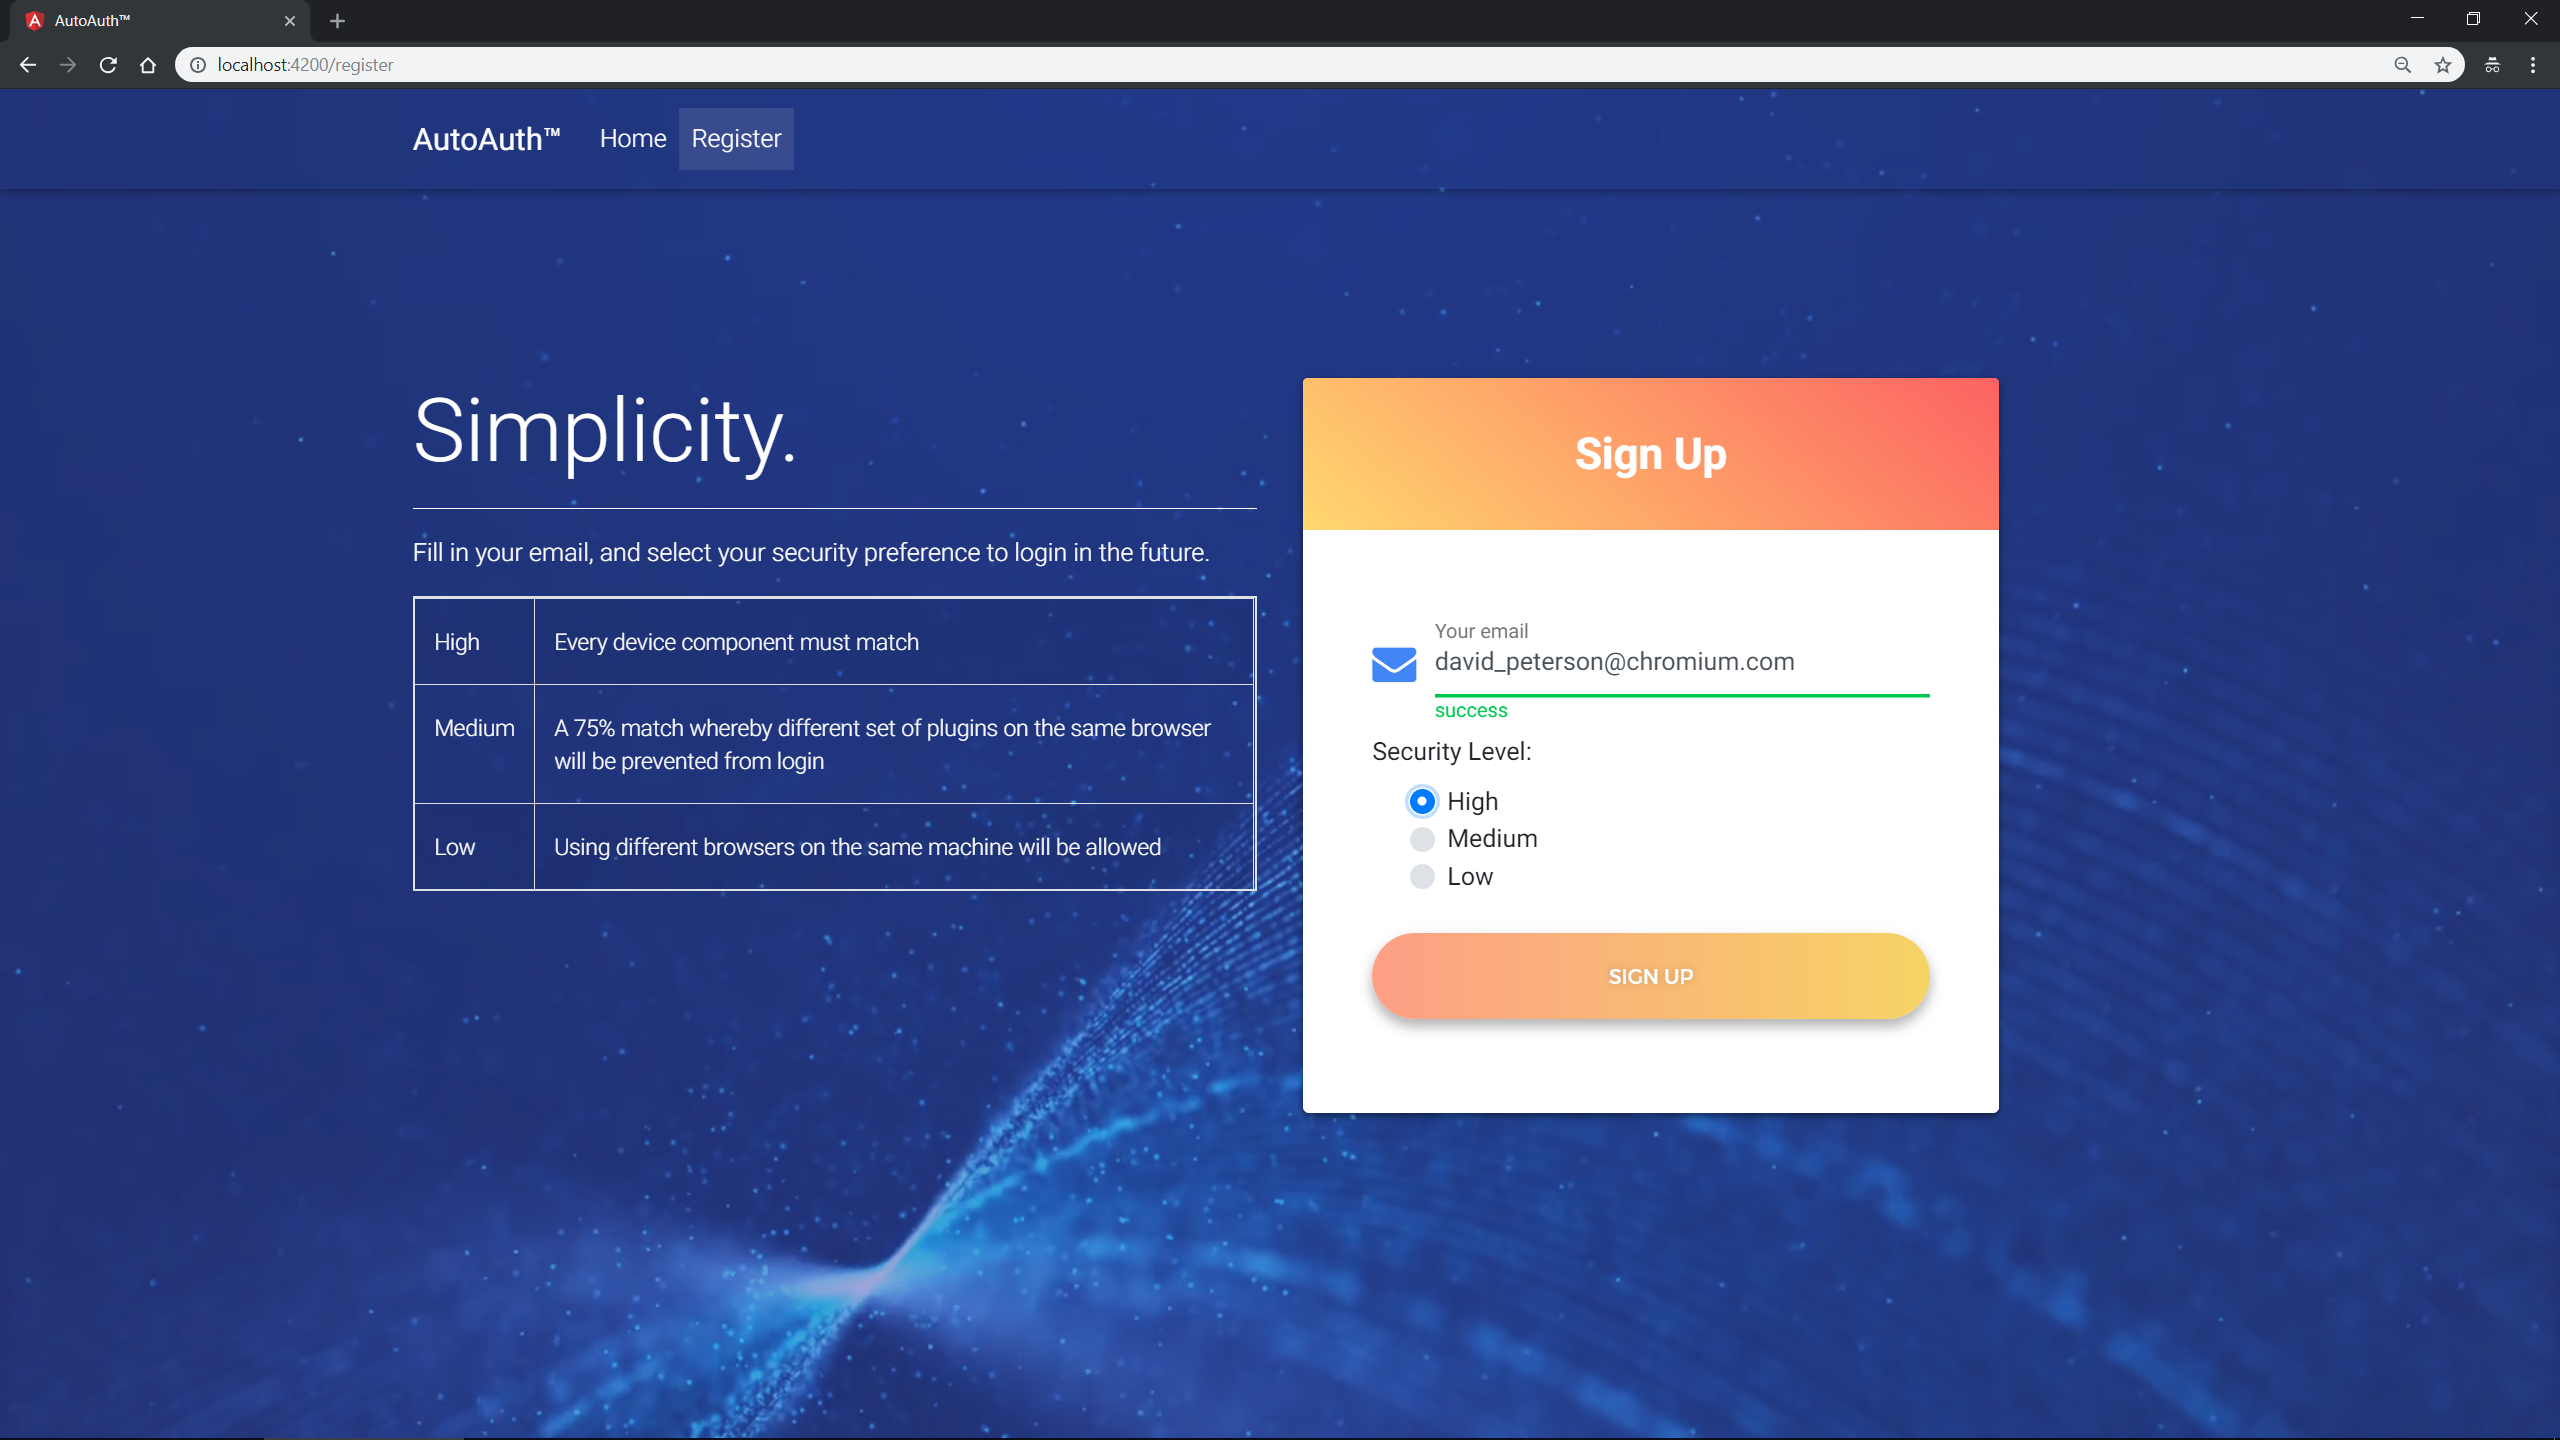 AutoAuth™
localhost:4200/register
AutoAuth™ Home Register
Simplicity.
Fill in your email, and select your security preference to login in the future.
High Every device component must match
Medium A 75% match whereby different set of plugins on the same browser
will be prevented from login
Low Using different browsers on the same machine will be allowed
Sign Up
Your email
david_peterson@chromium.com
success
Security Level:
High
Medium
Low
SIGN UP